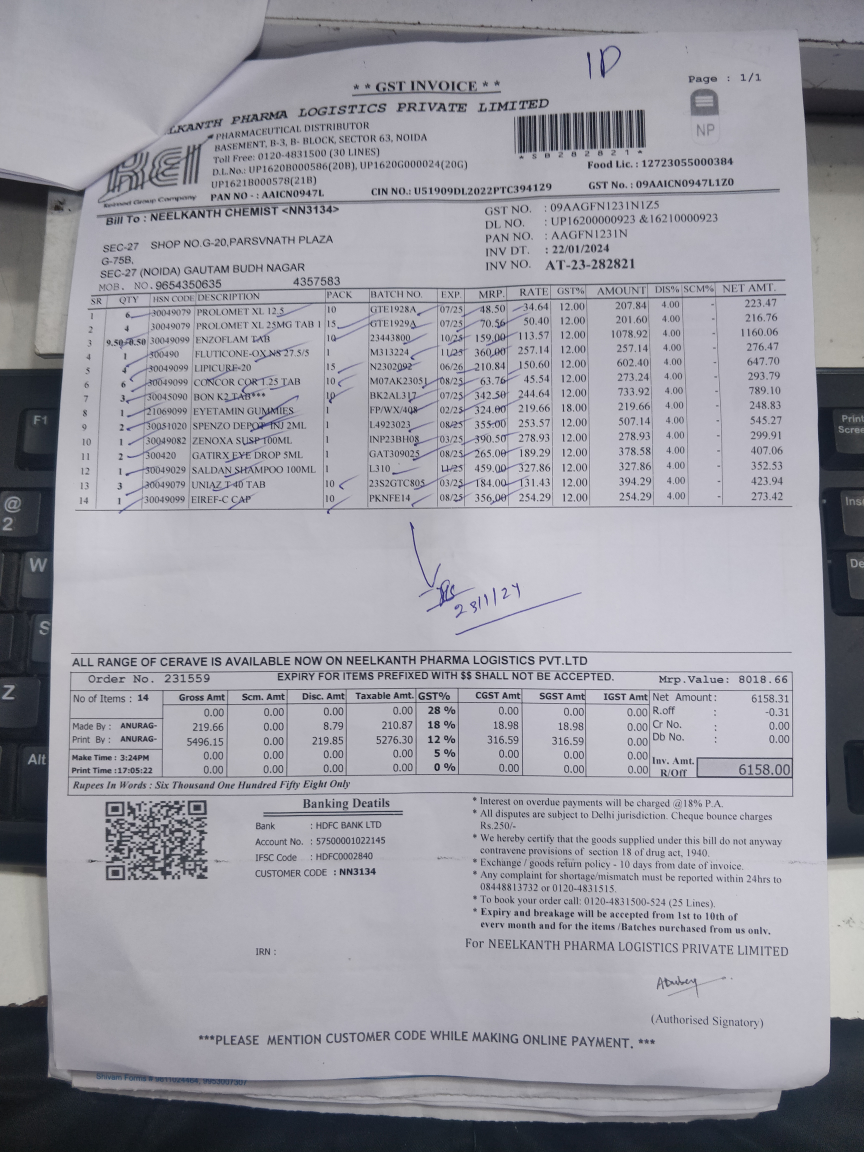 1D
** GST INVOICE **
Page : 1/1
ELKANTH PHARMA LOGISTICS PRIVATE LIMITED
PHARMACEUTICAL DISTRIBUTOR
BASEMENT, B-3, B- BLOCK, SECTOR 63, NOIDA
Toll Free: 0120-4831500 (30 LINES)
D.L.No.: UP1620B000586(20B), UP1620G000024(20G)
UP1621B000578(21B)
PAN NO - : AAICN0947L
CIN NO.: U51909DL2022PTC394129
*SB282821*
NP
Food Lic. : 12723055000384
GST No. : 09AAICN0947L1Z0
KEI
Group Company
Bill To : NEELKANTH CHEMIST <NN3134>
SEC-27 SHOP NO.G-20,PARSVNATH PLAZA
G-75B,
SEC-27 (NOIDA) GAUTAM BUDH NAGAR
MOB. NO.9654350635 4357583
GST NO. : 09AAGFN1231N1Z5
DL NO. : UP16200000923 &16210000923
PAN NO. : AAGFN1231N
INV DT. : 22/01/2024
INV NO. AT-23-282821
SR QTY HSN CODE DESCRIPTION PACK BATCH NO. EXP. MRP. RATE GST% AMOUNT DIS% SCM% NET AMT.
1 6 30049079 PROLOMET XL 12.5 10 GTE1928A 07/25 48.50 34.64 12.00 207.84 4.00 - 223.47
2 4 30049079 PROLOMET XL 25MG TAB 1 15 GTE1929A 07/25 70.56 50.40 12.00 201.60 4.00 - 216.76
3 9.50+0.50 30049099 ENZOFLAM TAB 10 23443800 10/25 159.00 113.57 12.00 1078.92 4.00 - 1160.06
4 1 300490 FLUTICONE-OX NS 27.5/5 1 M313224 11/25 360.00 257.14 12.00 257.14 4.00 - 276.47
5 4 30049099 LIPICURE-20 15 N2302092 06/26 210.84 150.60 12.00 602.40 4.00 - 647.70
6 6 30049099 CONCOR COR 1.25 TAB 10 M07AK23051 08/25 63.76 45.54 12.00 273.24 4.00 - 293.79
7 3 30045090 BON K2 TAB*** 10 BK2AL317 07/25 342.50 244.64 12.00 733.92 4.00 - 789.10
8 1 21069099 EYETAMIN GUMMIES 1 FP/WX/408 02/25 324.00 219.66 18.00 219.66 4.00 - 248.83
9 2 30051020 SPENZO DEPOT INJ 2ML 1 L4923023 08/25 355.00 253.57 12.00 507.14 4.00 - 545.27
10 1 30049082 ZENOXA SUSP 100ML 1 INP23BH08 03/25 390.50 278.93 12.00 278.93 4.00 - 299.91
11 2 300420 GATIRX EYE DROP 5ML 1 GAT309025 08/25 265.00 189.29 12.00 378.58 4.00 - 407.06
12 1 30049029 SALDAN SHAMPOO 100ML 1 L310 11/25 459.00 327.86 12.00 327.86 4.00 - 352.53
13 3 30049079 UNIAZ T 40 TAB 10 23S2GTC805 03/25 184.00 131.43 12.00 394.29 4.00 - 423.94
14 1 30049099 EIREF-C CAP 10 PKNFE14 08/25 356.00 254.29 12.00 254.29 4.00 - 273.42
23/1/24
ALL RANGE OF CERAVE IS AVAILABLE NOW ON NEELKANTH PHARMA LOGISTICS PVT.LTD
Order No. 231559 EXPIRY FOR ITEMS PREFIXED WITH $$ SHALL NOT BE ACCEPTED. Mrp.Value: 8018.66
No of Items : 14 Gross Amt Scm. Amt Disc. Amt Taxable Amt. GST% CGST Amt SGST Amt IGST Amt Net Amount: 6158.31
0.00 0.00 0.00 0.00 28 % 0.00 0.00 0.00 R.off : -0.31
Made By : ANURAG- 219.66 0.00 8.79 210.87 18 % 18.98 18.98 0.00 Cr No. : 0.00
Print By : ANURAG- 5496.15 0.00 219.85 5276.30 12 % 316.59 316.59 0.00 Db No. : 0.00
Make Time : 3:24PM 0.00 0.00 0.00 0.00 5 % 0.00 0.00 0.00
Print Time :17:05:22 0.00 0.00 0.00 0.00 0 % 0.00 0.00 0.00 Inv. Amt. R/Off 6158.00
Rupees In Words : Six Thousand One Hundred Fifty Eight Only
Banking Deatils
Bank : HDFC BANK LTD
Account No. : 57500001022145
IFSC Code : HDFC0002840
CUSTOMER CODE : NN3134
IRN :
* Interest on overdue payments will be charged @18% P.A.
* All disputes are subject to Delhi jurisdiction. Cheque bounce charges
Rs.250/-
* We hereby certify that the goods supplied under this bill do not anyway
contravene provisions of section 18 of drug act, 1940.
* Exchange / goods return policy - 10 days from date of invoice.
* Any complaint for shortage/mismatch must be reported within 24hrs to
08448813732 or 0120-4831515.
* To book your order call: 0120-4831500-524 (25 Lines).
* Expiry and breakage will be accepted from 1st to 10th of
every month and for the items /Batches purchased from us only.
For NEELKANTH PHARMA LOGISTICS PRIVATE LIMITED
(Authorised Signatory)
***PLEASE MENTION CUSTOMER CODE WHILE MAKING ONLINE PAYMENT. ***
F1
@
2
W
S
Z
Alt
Print
Scree
Ins
De